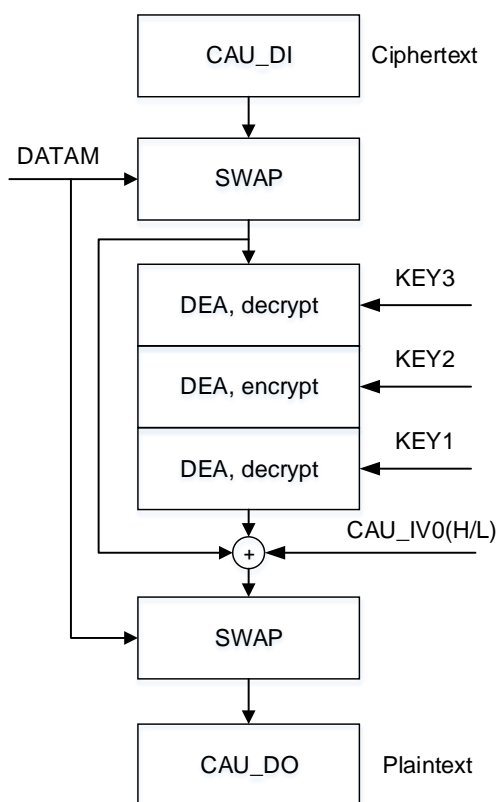 CAU_DI
Ciphertext
DATAM
SWAP
KEY3
DEA, decrypt
KEY2
DEA, encrypt
KEY1
DEA, decrypt
CAU_IV0(H/L)
+
SWAP
CAU_DO
Plaintext